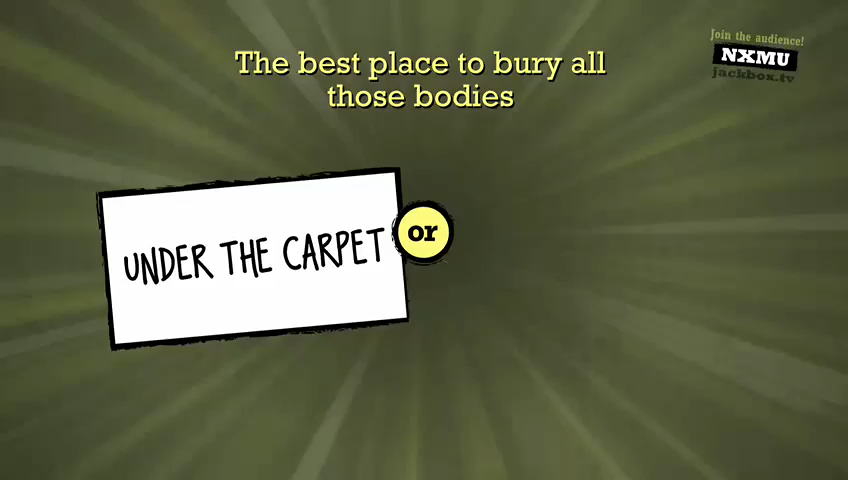 The best place to bury all
those bodies
Join the audience!
NXMU
jackbox.tv
UNDER THE CARPET
or